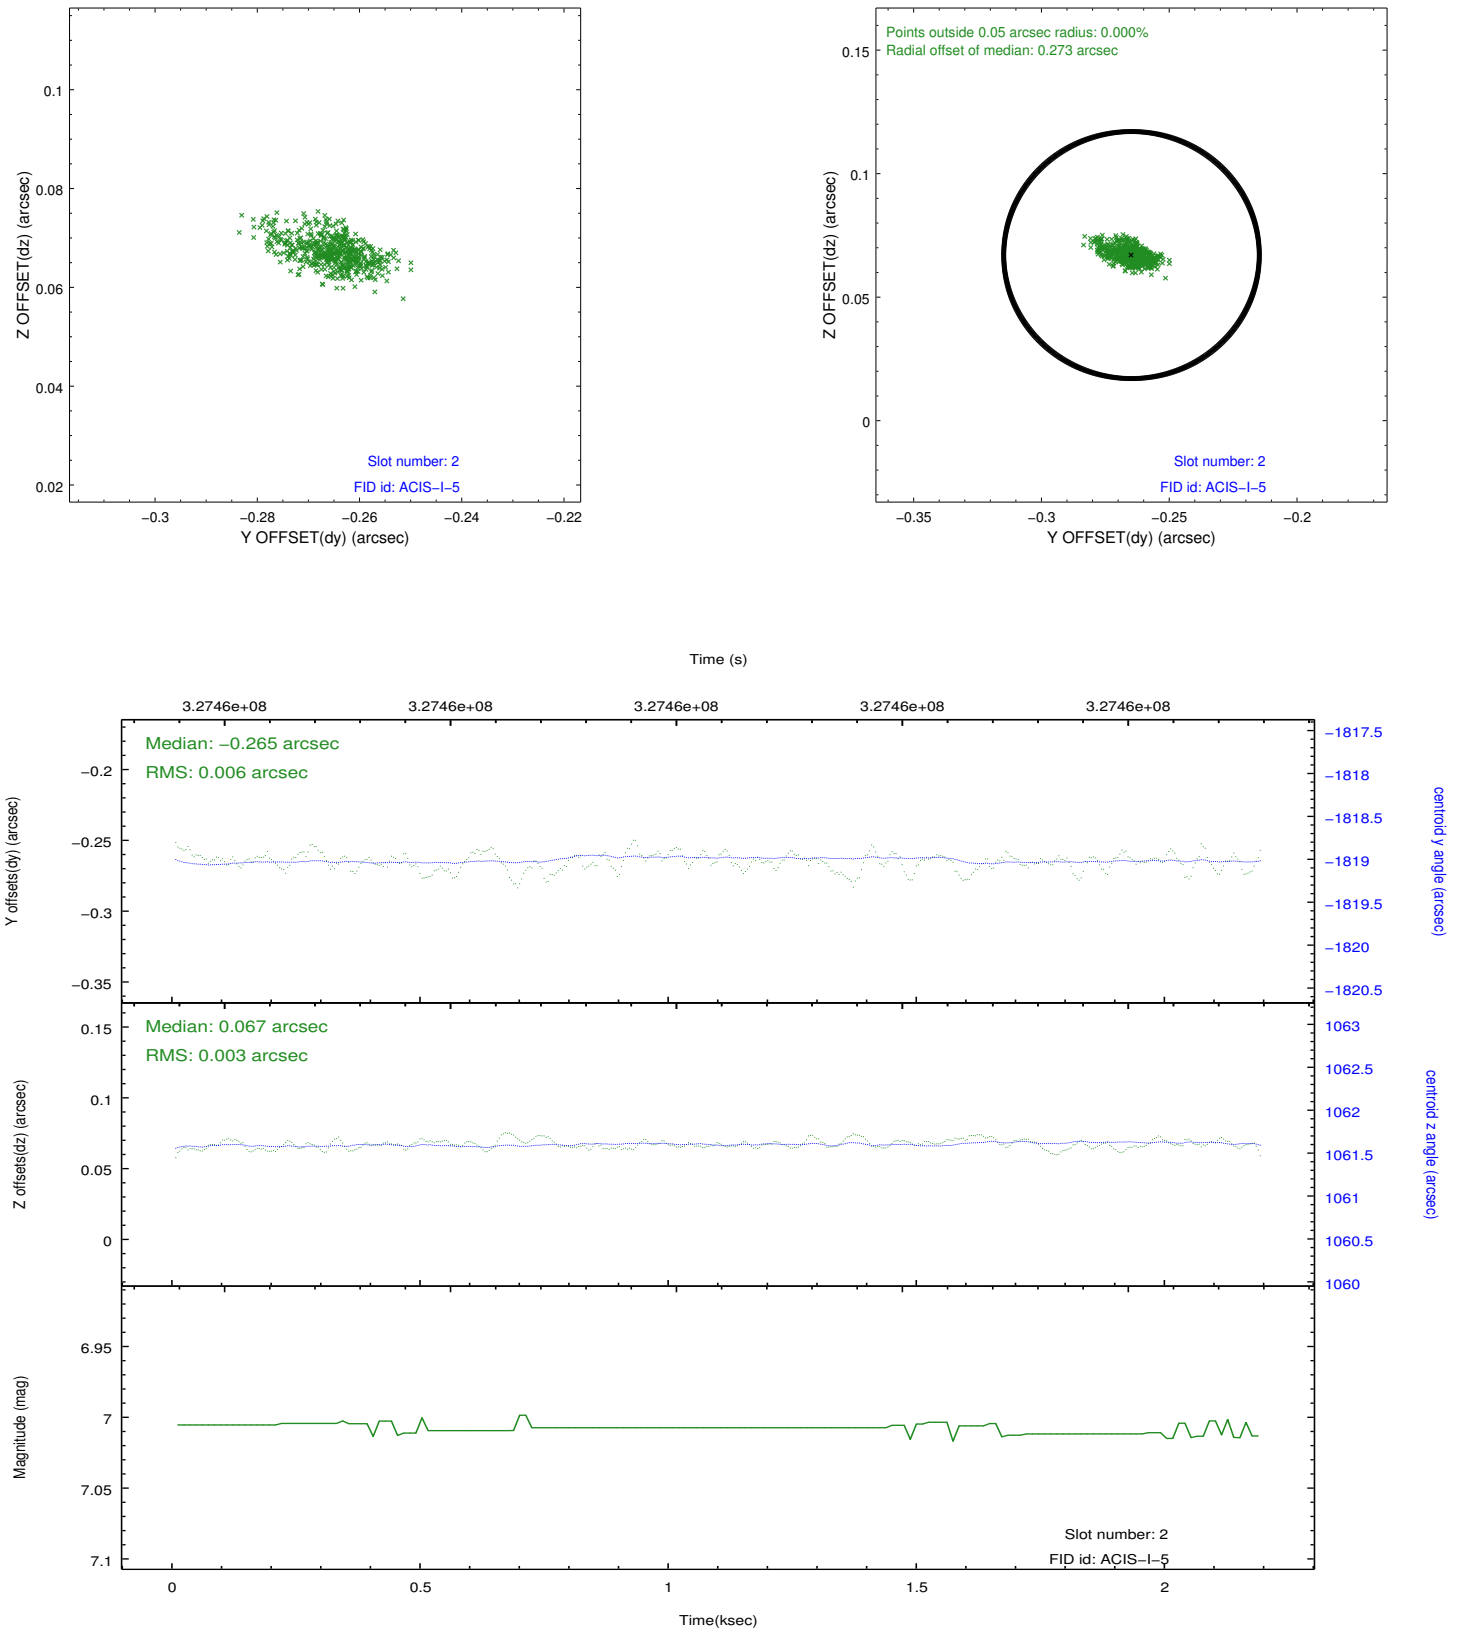 0.1
0.08
0.06
0.04
0.02
Z OFFSET(dz) (arcsec)
Slot number: 2
FID id: ACIS−I−5
−0.3
−0.28
−0.26
−0.24
−0.22
Y OFFSET(dy) (arcsec)
Points outside 0.05 arcsec radius: 0.000%
Radial offset of median: 0.273 arcsec
0.15
0.1
0.05
0
Z OFFSET(dz) (arcsec)
Slot number: 2
FID id: ACIS−I−5
−0.35
−0.3
−0.25
−0.2
Y OFFSET(dy) (arcsec)
Time (s)
3.2746e+08
3.2746e+08
3.2746e+08
3.2746e+08
3.2746e+08
Median: −0.265 arcsec
RMS: 0.006 arcsec
−0.2
−0.25
−0.3
−0.35
Y offsets(dy) (arcsec)
−1817.5
−1818
−1818.5
−1819
−1819.5
−1820
−1820.5
centroid y angle (arcsec)
Median: 0.067 arcsec
RMS: 0.003 arcsec
0.15
0.1
0.05
0
Z offsets(dz) (arcsec)
1063
1062.5
1062
1061.5
1061
1060.5
1060
centroid z angle (arcsec)
6.95
7
7.05
7.1
Magnitude (mag)
Slot number: 2
FID id: ACIS−I−5
0
0.5
1
1.5
2
Time(ksec)